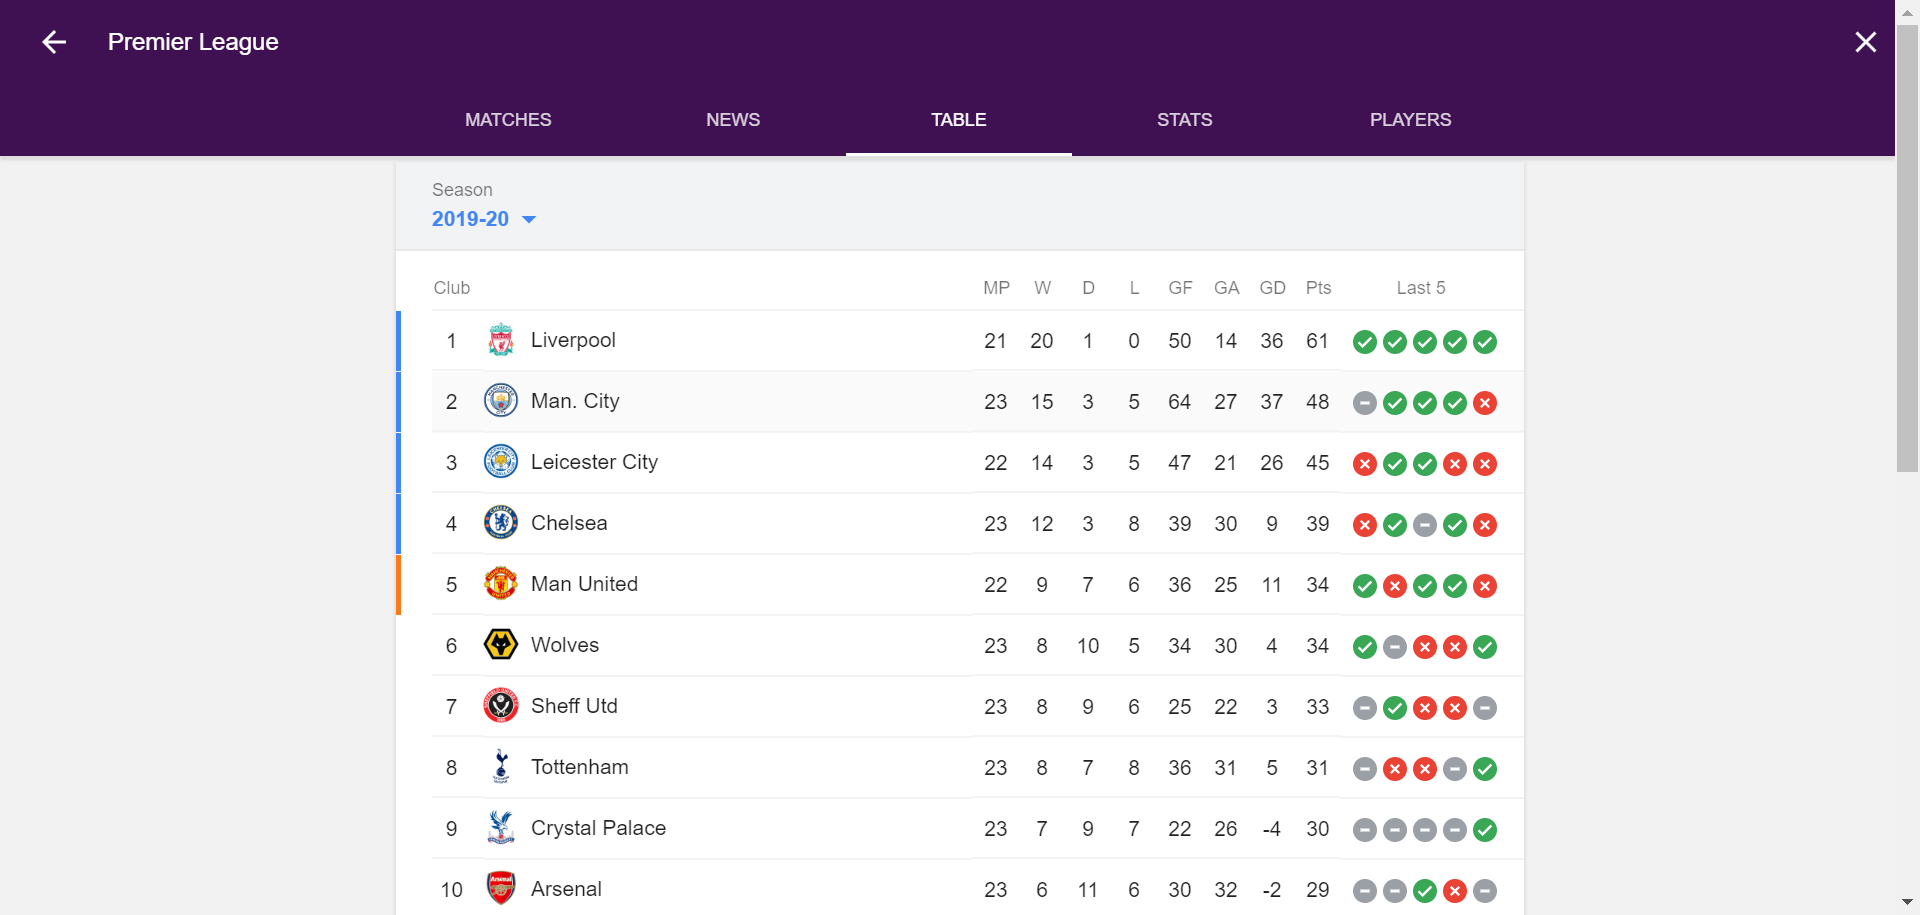 Premier League
MATCHES NEWS TABLE STATS PLAYERS
Season
2019-20
Club MP W D L GF GA GD Pts Last 5
1 Liverpool 21 20 1 0 50 14 36 61
2 Man. City 23 15 3 5 64 27 37 48
3 Leicester City 22 14 3 5 47 21 26 45
4 Chelsea 23 12 3 8 39 30 9 39
5 Man United 22 9 7 6 36 25 11 34
6 Wolves 23 8 10 5 34 30 4 34
7 Sheff Utd 23 8 9 6 25 22 3 33
8 Tottenham 23 8 7 8 36 31 5 31
9 Crystal Palace 23 7 9 7 22 26 -4 30
10 Arsenal 23 6 11 6 30 32 -2 29